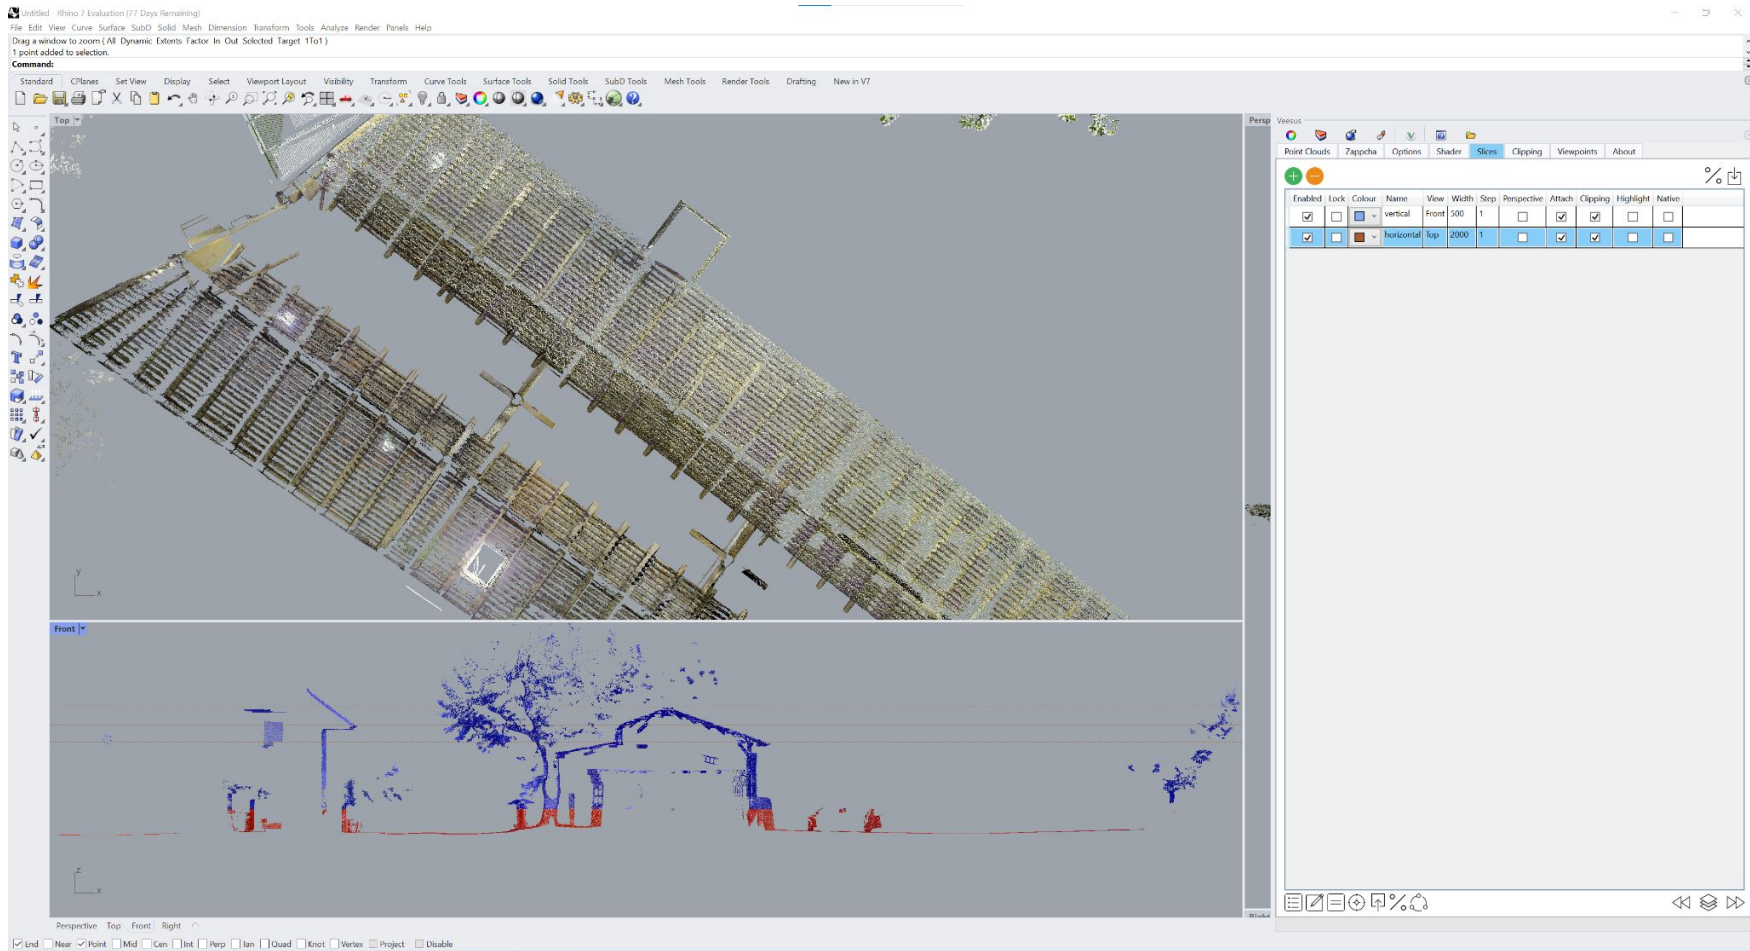 Untitled - Rhino 7 Evaluation (77 Days Remaining)
File Edit View Curve Surface SubD Solid Mesh Dimension Transform Tools Analyze Render Panels Help
Drag a window to zoom ( All Dynamic Extents Factor In Out Selected Target 1To1 )
1 point added to selection.
Command:
Standard CPlanes Set View Display Select Viewport Layout Visibility Transform Curve Tools Surface Tools Solid Tools SubD Tools Mesh Tools Render Tools Drafting New in V7
Top
Persp
Veesus
Point Clouds Zappcha Options Shader Slices Clipping Viewpoints About
Enabled Lock Colour Name View Width Step Perspective Attach Clipping Highlight Native
vertical Front 500 1
horizontal Top 2000 1
y
x
Front
z
x
Right
Perspective Top Front Right
End Near Point Mid Cen Int Perp Tan Quad Knot Vertex Project Disable